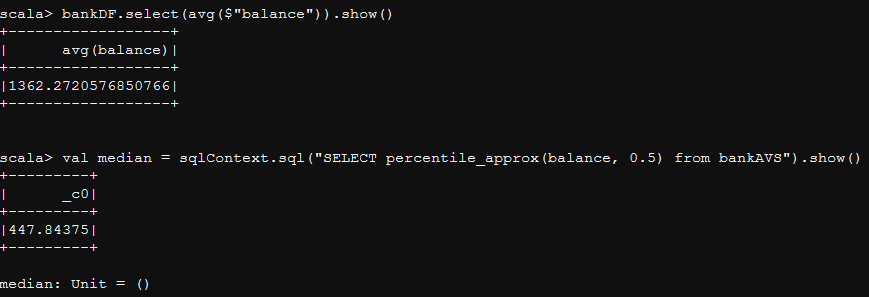 scala> bankDF.select(avg($"balance")).show()
+------------------+
|      avg(balance)|
+------------------+
|1362.2720576850766|
+------------------+
scala> val median = sqlContext.sql("SELECT percentile_approx(balance, 0.5) from bankAVS").show()
+---------+
|      _c0|
+---------+
|447.84375|
+---------+
median: Unit = ()